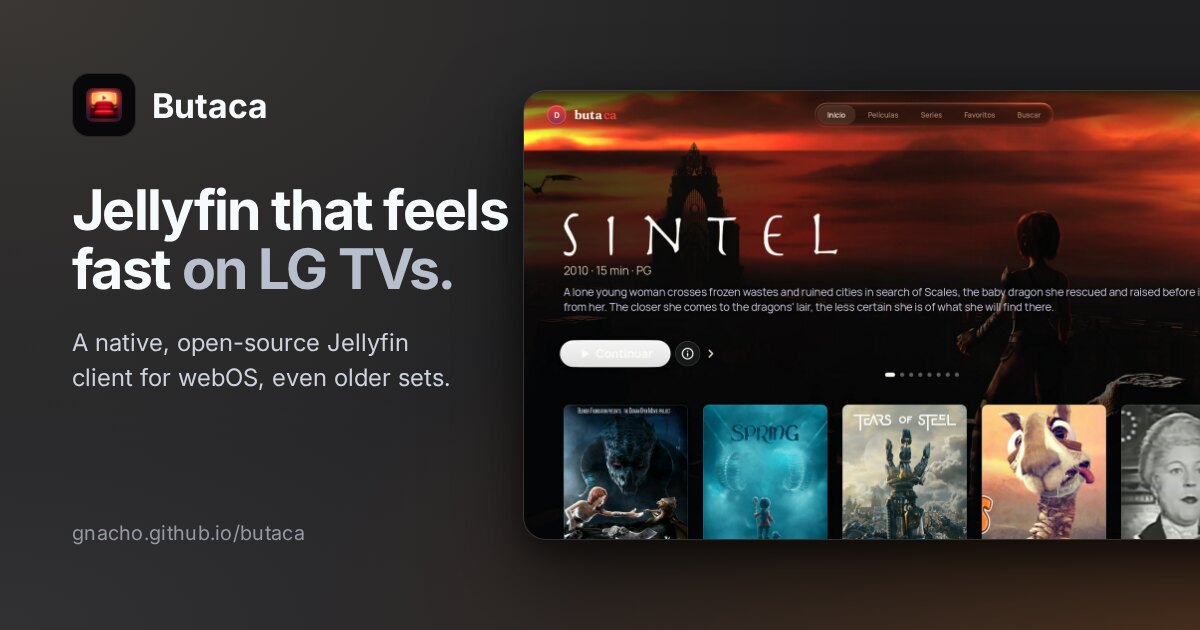 Butaca
Jellyfin that feels
fast on LG TVs.
A native, open-source Jellyfin
client for webOS, even older sets.
gnacho.github.io/butaca
D butaca
Inicio Películas Series Favoritos Buscar
SINTEL
2010 · 15 min · PG
A lone young woman crosses frozen wastes and ruined cities in search of Scales, the baby dragon she rescued and raised before i
from her. The closer she comes to the dragons' lair, the less certain she is of what she will find there.
Continuar
SPRING
TEARS OF STEEL